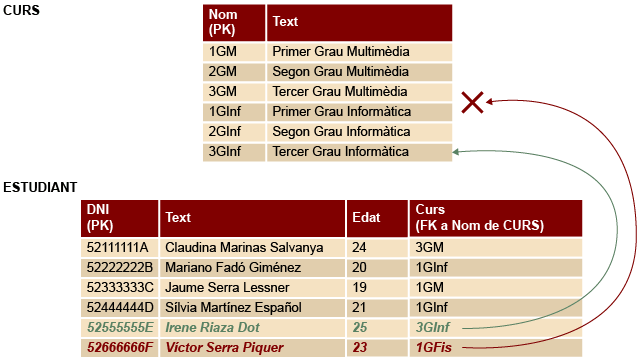 CURS
Nom (PK) Text
1GM Primer Grau Multimèdia
2GM Segon Grau Multimèdia
3GM Tercer Grau Multimèdia
1GInf Primer Grau Informàtica
2GInf Segon Grau Informàtica
3GInf Tercer Grau Informàtica
ESTUDIANT
DNI (PK) Text Edat Curs (FK a Nom de CURS)
52111111A Claudina Marinas Salvanya 24 3GM
52222222B Mariano Fadó Giménez 20 1GInf
52333333C Jaume Serra Lessner 19 1GM
52444444D Sílvia Martínez Español 21 1GInf
52555555E Irene Riaza Dot 25 3GInf
52666666F Víctor Serra Piquer 23 1GFis